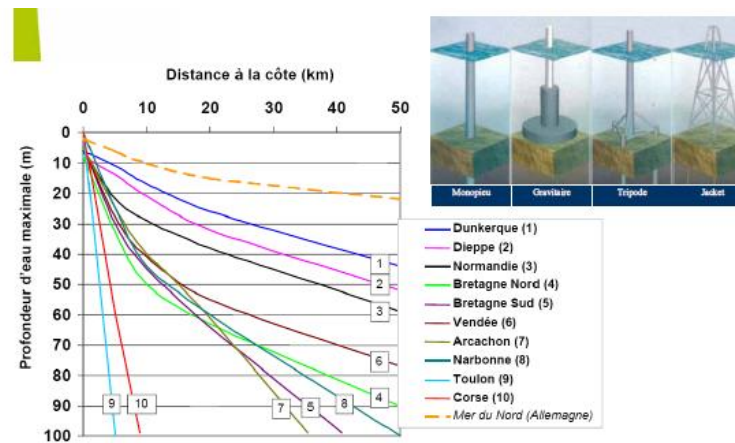 Distance à la côte (km)
0 10 20 30 40 50
Profondeur d'eau maximale (m)
0
10
20
30
40
50
60
70
80
90
100
1
2
3
6
4
9
10
7
5
8
Monopieu Gravitaire Tripode Jacket
Dunkerque (1)
Dieppe (2)
Normandie (3)
Bretagne Nord (4)
Bretagne Sud (5)
Vendée (6)
Arcachon (7)
Narbonne (8)
Toulon (9)
Corse (10)
Mer du Nord (Allemagne)